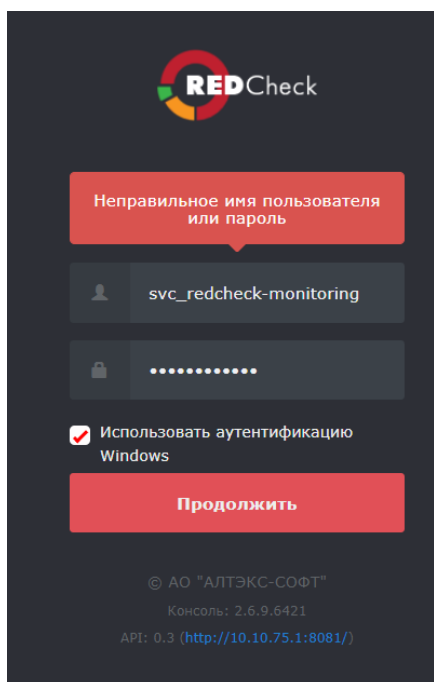 REDCheck
Неправильное имя пользователя
или пароль
svc_redcheck-monitoring
Использовать аутентификацию
Windows
Продолжить
© АО "АЛТЭКС-СОФТ"
Консоль: 2.6.9.6421
API: 0.3 (http://10.10.75.1:8081/)